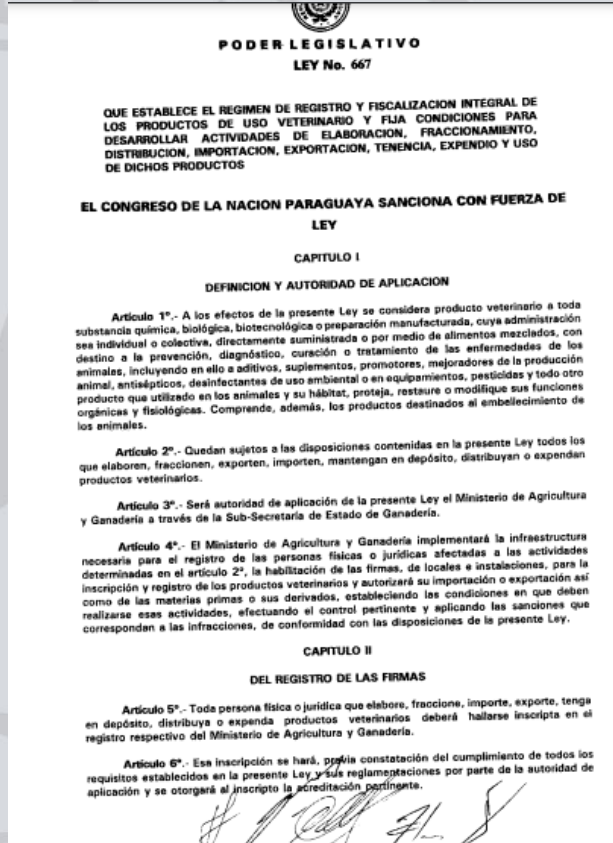 PODER LEGISLATIVO
LEY No. 667
QUE ESTABLECE EL REGIMEN DE REGISTRO Y FISCALIZACION INTEGRAL DE
LOS PRODUCTOS DE USO VETERINARIO Y FIJA CONDICIONES PARA
DESARROLLAR ACTIVIDADES DE ELABORACION, FRACCIONAMIENTO,
DISTRIBUCION, IMPORTACION, EXPORTACION, TENENCIA, EXPENDIO Y USO
DE DICHOS PRODUCTOS
EL CONGRESO DE LA NACION PARAGUAYA SANCIONA CON FUERZA DE
LEY
CAPITULO I
DEFINICION Y AUTORIDAD DE APLICACION
Artículo 1º.- A los efectos de la presente Ley se considera producto veterinario a toda
substancia química, biológica, biotecnológica o preparación manufacturada, cuya administración
sea individual o colectiva, directamente suministrada o por medio de alimentos mezclados, con
destino a la prevención, diagnóstico, curación o tratamiento de las enfermedades de los
animales, incluyendo en ello a aditivos, suplementos, promotores, mejoradores de la producción
animal, antisépticos, desinfectantes de uso ambiental o en equipamientos, pesticidas y todo otro
producto que utilizado en los animales y su hábitat, proteja, restaure o modifique sus funciones
orgánicas y fisiológicas. Comprende, además, los productos destinados al embellecimiento de
los animales.
Artículo 2º.- Quedan sujetos a las disposiciones contenidas en la presente Ley todos los
que elaboren, fraccionen, exporten, importen, mantengan en depósito, distribuyan o expendan
productos veterinarios.
Artículo 3º.- Será autoridad de aplicación de la presente Ley el Ministerio de Agricultura
y Ganadería a través de la Sub-Secretaría de Estado de Ganadería.
Artículo 4º.- El Ministerio de Agricultura y Ganadería implementará la infraestructura
necesaria para el registro de las personas físicas o jurídicas afectadas a las actividades
determinadas en el artículo 2º, la habilitación de las firmas, de locales e instalaciones, para la
inscripción y registro de los productos veterinarios y autorizará su importación o exportación así
como de las materias primas o sus derivados, estableciendo las condiciones en que deben
realizarse esas actividades, efectuando el control pertinente y aplicando las sanciones que
correspondan a las infracciones, de conformidad con las disposiciones de la presente Ley.
CAPITULO II
DEL REGISTRO DE LAS FIRMAS
Artículo 5º.- Toda persona física o jurídica que elabore, fraccione, importe, exporte, tenga
en depósito, distribuya o expenda productos veterinarios deberá hallarse inscripta en el
registro respectivo del Ministerio de Agricultura y Ganadería.
Artículo 6º.- Esa inscripción se hará, previa constatación del cumplimiento de todos los
requisitos establecidos en la presente Ley y sus reglamentaciones por parte de la autoridad de
aplicación y se otorgará al inscripto la acreditación pertinente.